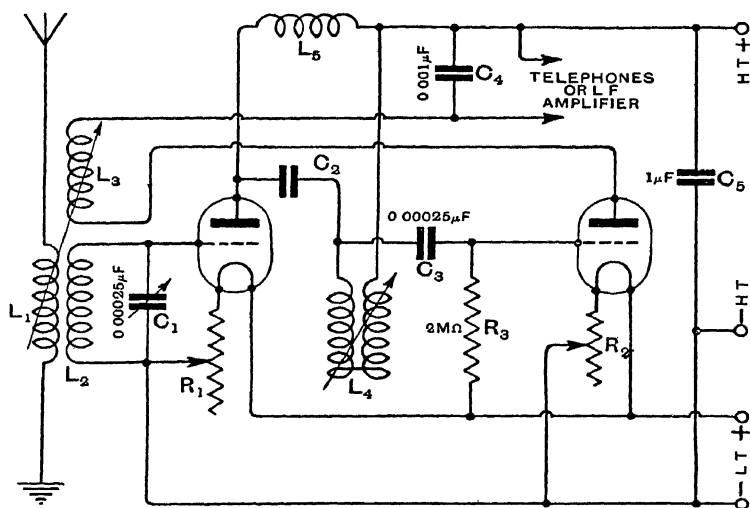 L5
HT +
0 001µF
C4
TELEPHONES
OR L F
AMPLIFIER
L3
C2
1µF
C5
0 00025µF
0 00025µF
C1
C3
L1
L2
2MΩ
R3
R2
−HT
R1
L4
−LT +